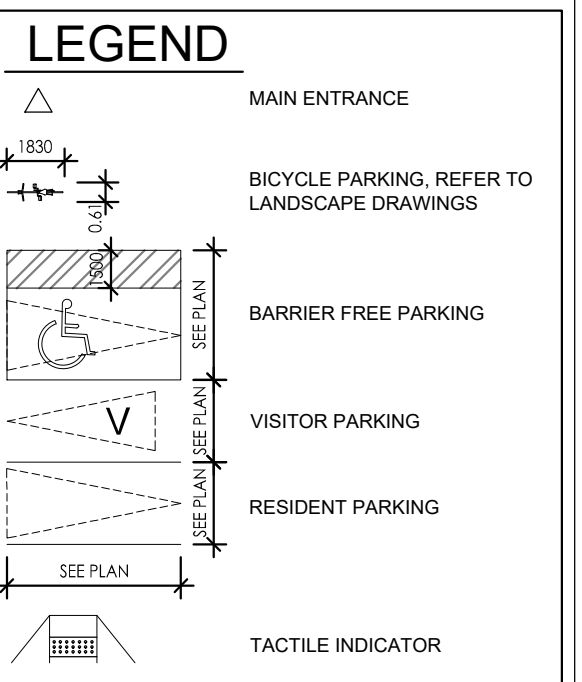 LEGEND
MAIN ENTRANCE
1830
0.61
BICYCLE PARKING, REFER TO
LANDSCAPE DRAWINGS
1500
SEE PLAN
BARRIER FREE PARKING
V
SEE PLAN
VISITOR PARKING
SEE PLAN
RESIDENT PARKING
SEE PLAN
TACTILE INDICATOR